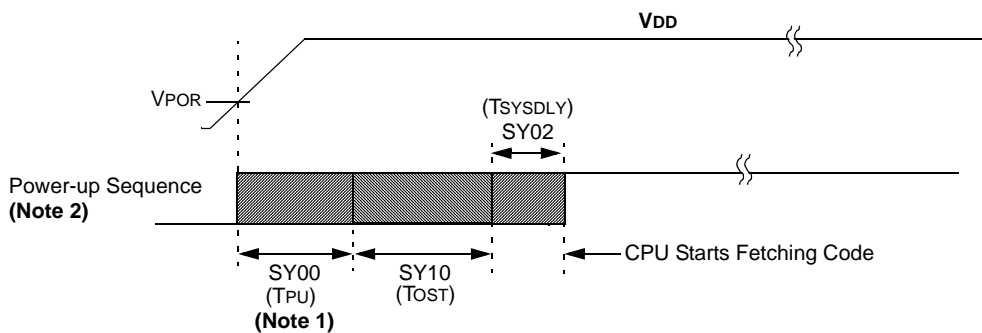 VDD
VPOR
(TSYSDLY)
SY02
Power-up Sequence
(Note 2)
CPU Starts Fetching Code
SY00
(TPU)
(Note 1)
SY10
(TOST)